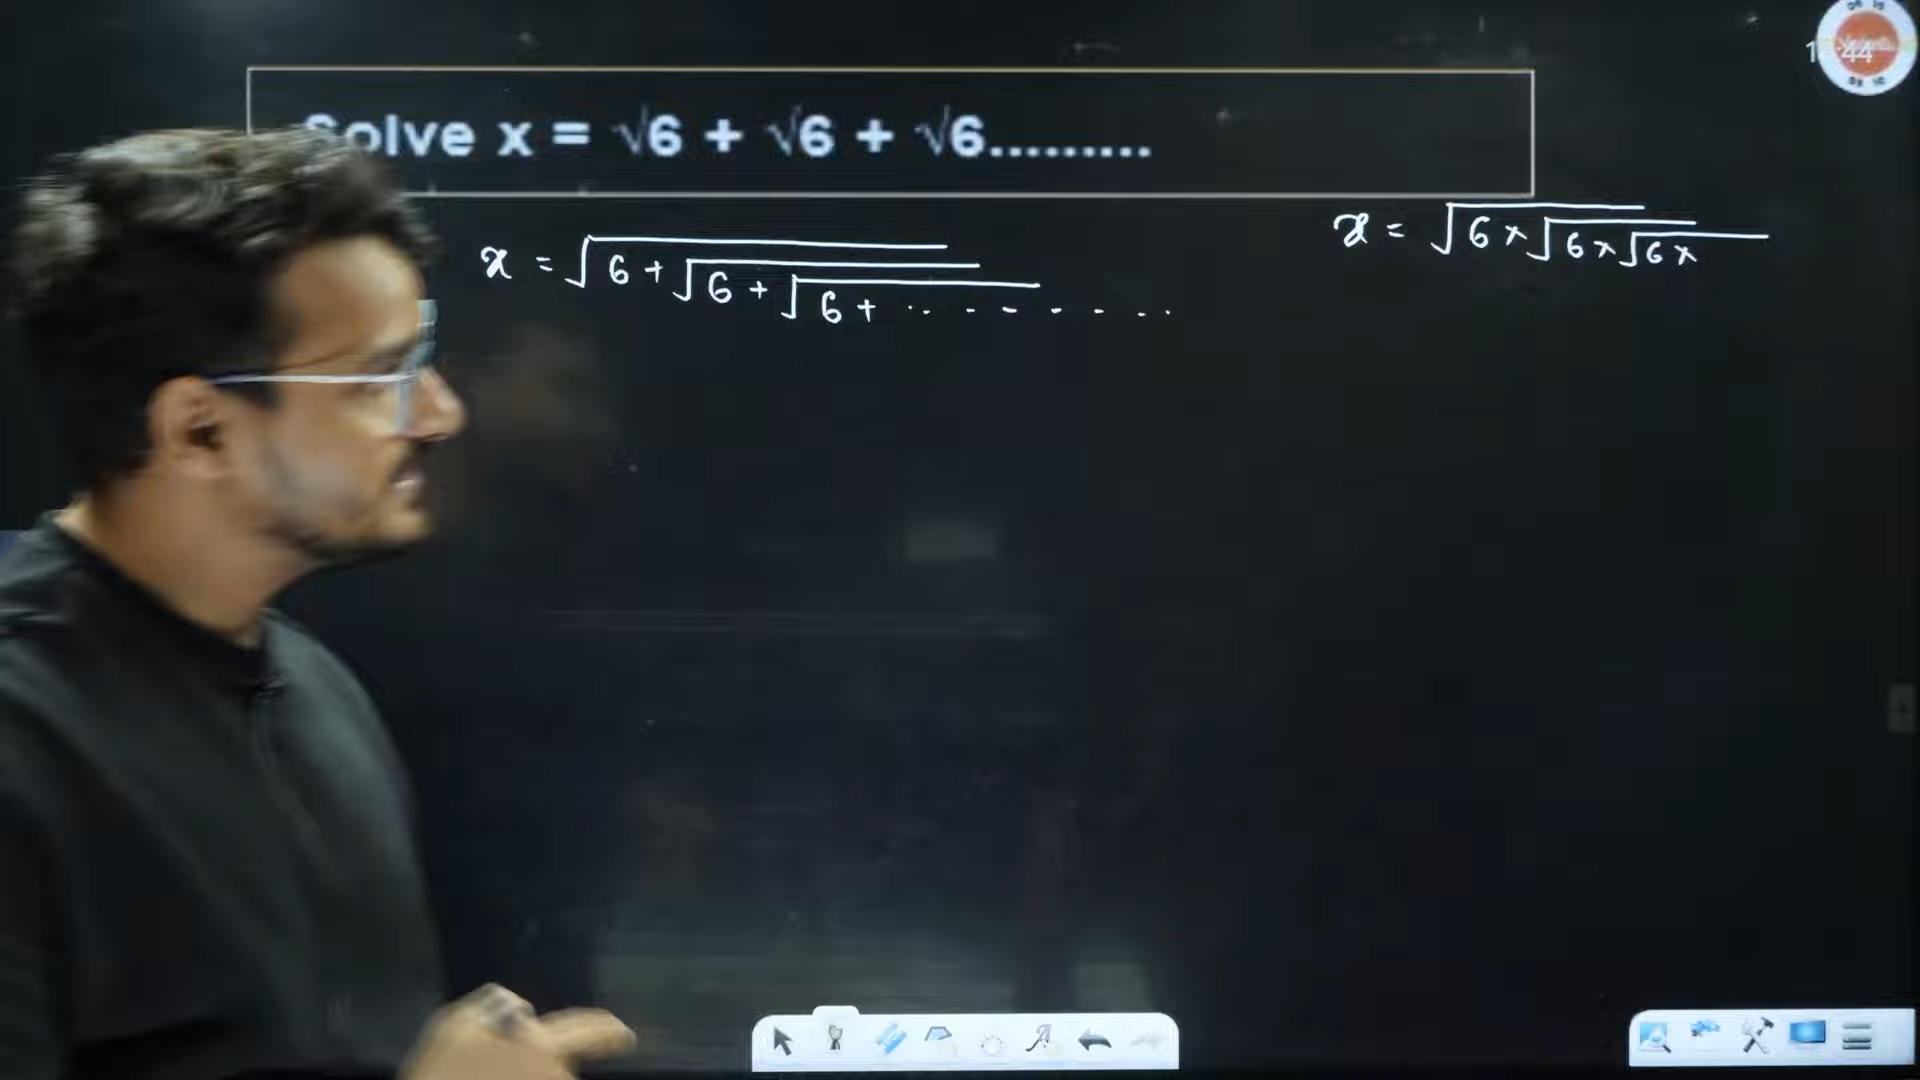 Solve x = √6 + √6 + √6.........
x = √6 + √6 + √6 + ........
x = √6 × √6 × √6 ×